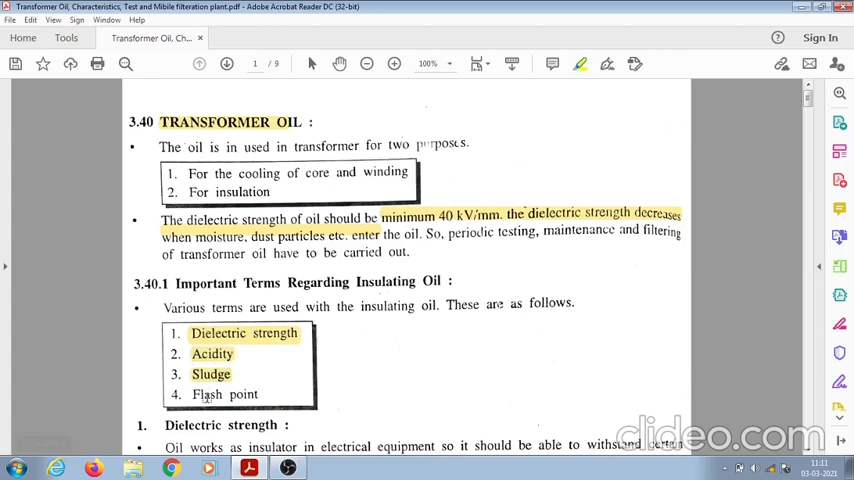 Transformer Oil, Characteristics, Test and Mibile filteration plant.pdf - Adobe Acrobat Reader DC (32-bit)
File Edit View Sign Window Help
Home Tools Transformer Oil, Ch... × Sign In
1 / 9 100%
3.40 TRANSFORMER OIL :
• The oil is in used in transformer for two purposes.
1. For the cooling of core and winding
2. For insulation
• The dielectric strength of oil should be minimum 40 kV/mm. the dielectric strength decreases
when moisture, dust particles etc. enter the oil. So, periodic testing, maintenance and filtering
of transformer oil have to be carried out.
3.40.1 Important Terms Regarding Insulating Oil :
• Various terms are used with the insulating oil. These are as follows.
1. Dielectric strength
2. Acidity
3. Sludge
4. Flash point
1. Dielectric strength :
• Oil works as insulator in electrical equipment so it should be able to withstand certain
clideo.com
11:11
03-03-2021